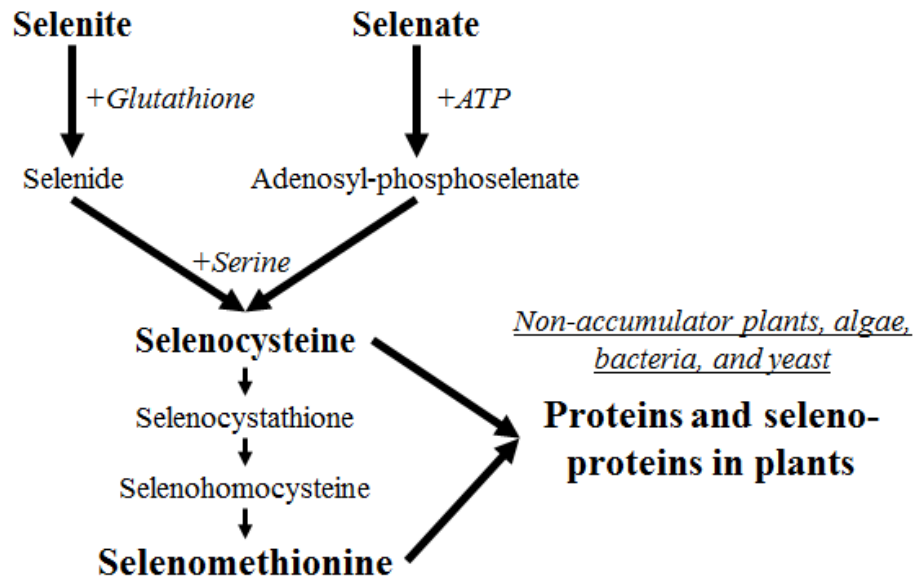 Selenite
Selenate
+Glutathione
+ATP
Selenide
Adenosyl-phosphoselenate
+Serine
Selenocysteine
Non-accumulator plants, algae,
bacteria, and yeast
Selenocystathione
Proteins and seleno-
proteins in plants
Selenohomocysteine
Selenomethionine